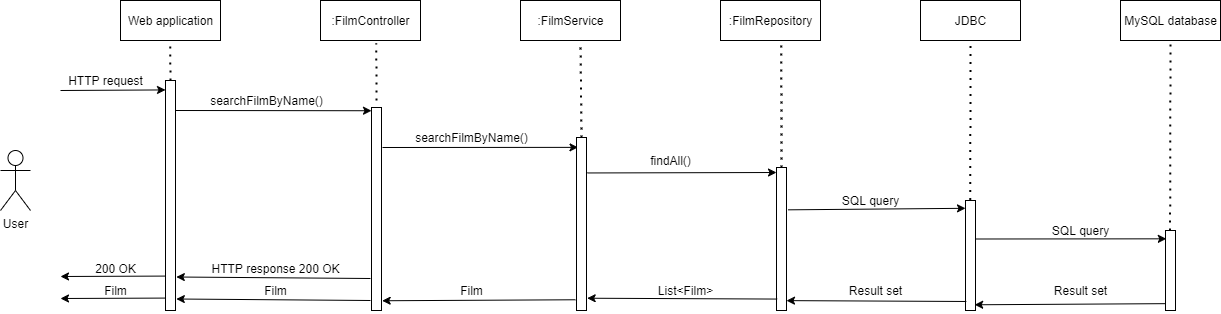 Web application
:FilmController
:FilmService
:FilmRepository
JDBC
MySQL database
HTTP request
searchFilmByName()
searchFilmByName()
findAll()
SQL query
User
SQL query
200 OK
HTTP response 200 OK
Film
Film
Film
List<Film>
Result set
Result set